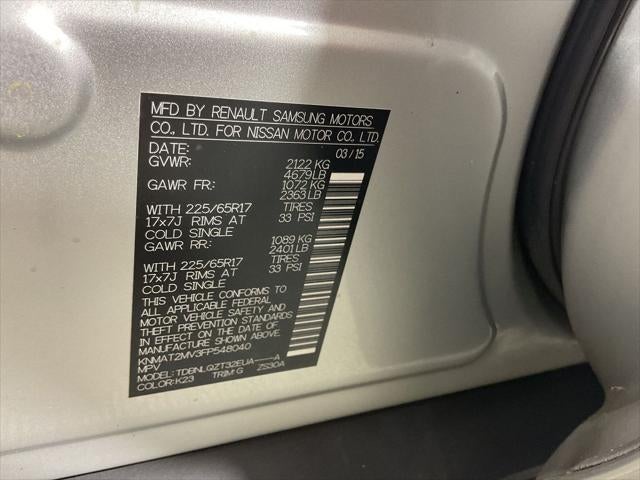 MFD BY RENAULT SAMSUNG MOTORS
CO., LTD. FOR NISSAN MOTOR CO., LTD.
DATE: 03/15
GVWR: 2122 KG
4679LB
GAWR FR: 1072 KG
2363LB
WITH 225/65R17 TIRES
17x7J RIMS AT 33 PSI
COLD SINGLE
GAWR RR: 1089 KG
2401LB
WITH 225/65R17 TIRES
17x7J RIMS AT 33 PSI
COLD SINGLE
THIS VEHICLE CONFORMS TO
ALL APPLICABLE FEDERAL
MOTOR VEHICLE SAFETY AND
THEFT PREVENTION STANDARDS
IN EFFECT ON THE DATE OF
MANUFACTURE SHOWN ABOVE.
KNMAT2MV3FP548040
MPV
MODEL: TDBNLQZT32EUA-----A
COLOR: K23 TRIM: G ZS30A